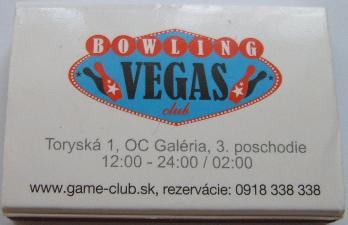 BOWLING
VEGAS
club
Toryská 1, OC Galéria, 3. poschodie
12:00 - 24:00 / 02:00
www.game-club.sk, rezervácie: 0918 338 338